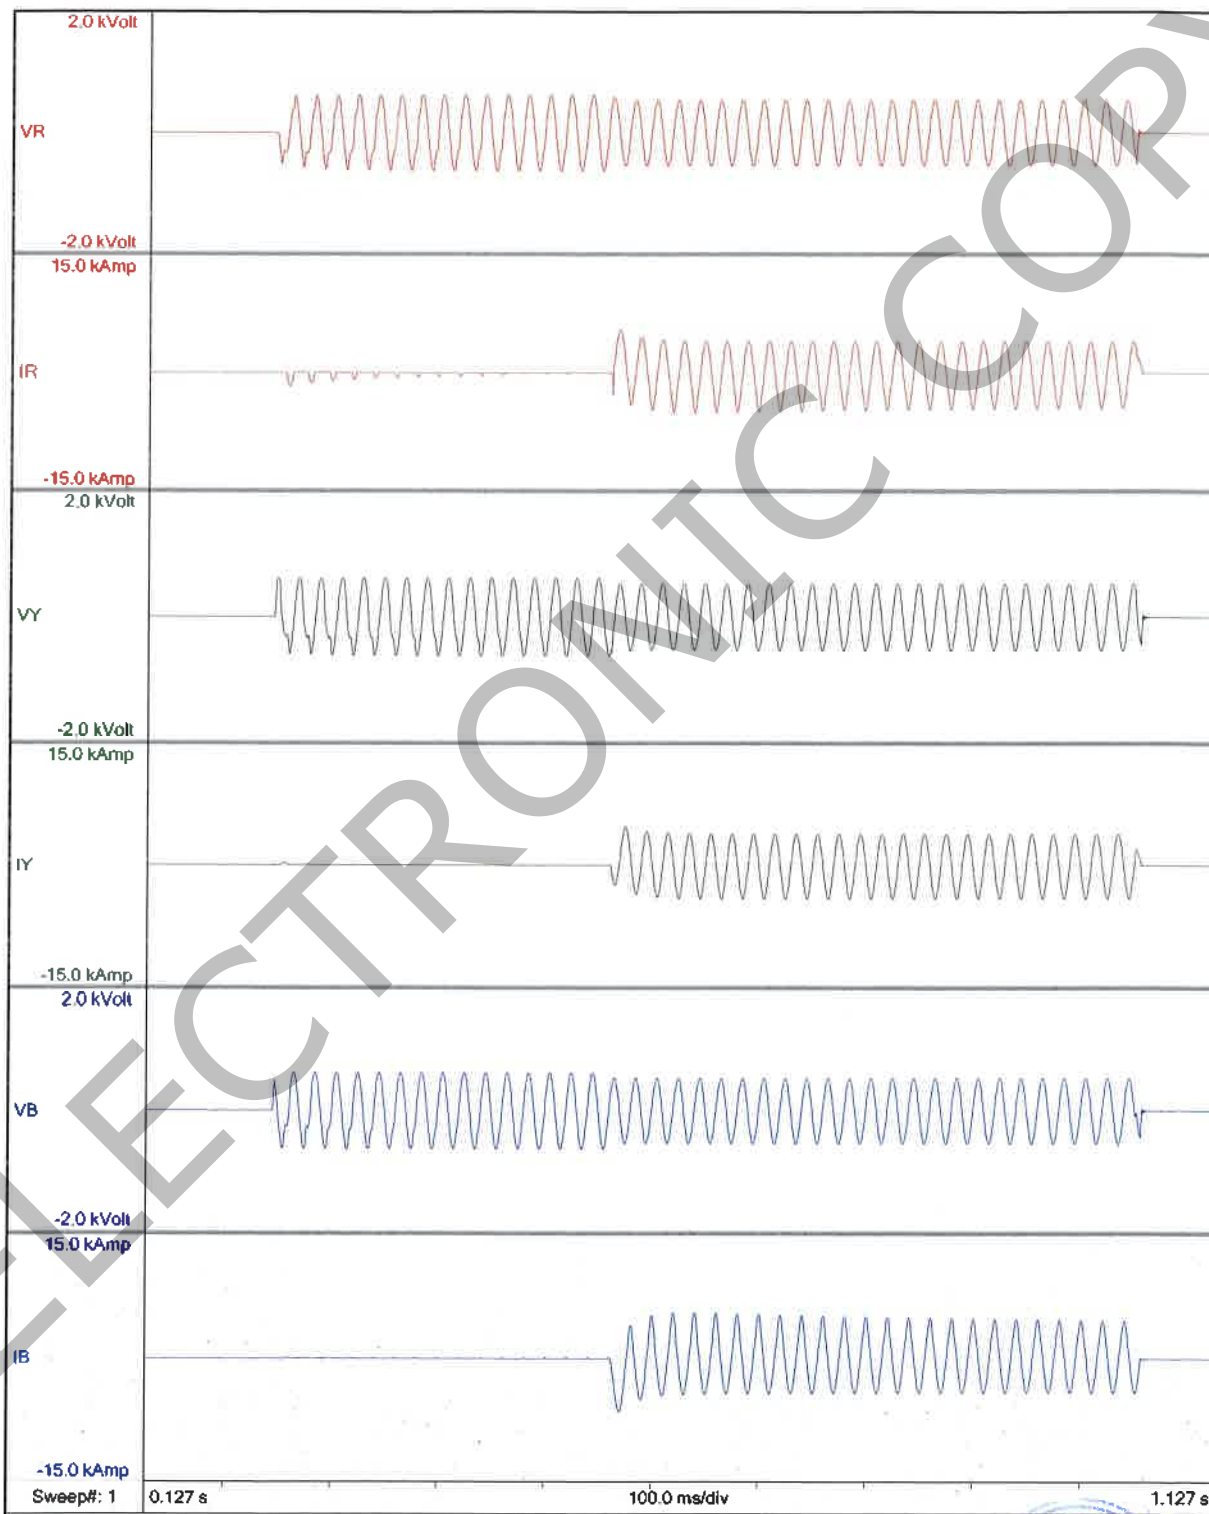 2.0 kVolt
VR
-2.0 kVolt
15.0 kAmp
IR
-15.0 kAmp
2.0 kVolt
VY
-2.0 kVolt
15.0 kAmp
IY
-15.0 kAmp
2.0 kVolt
VB
-2.0 kVolt
15.0 kAmp
IB
-15.0 kAmp
Sweep#: 1 0.127 s 100.0 ms/div 1.127 s
ELECTRONIC COPY